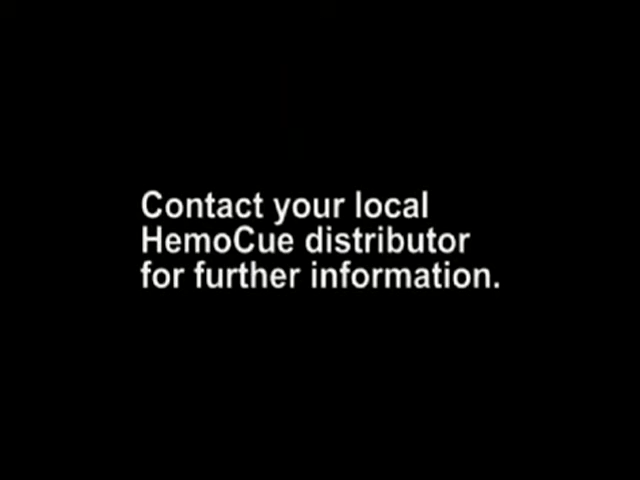 Contact your local
HemoCue distributor
for further information.